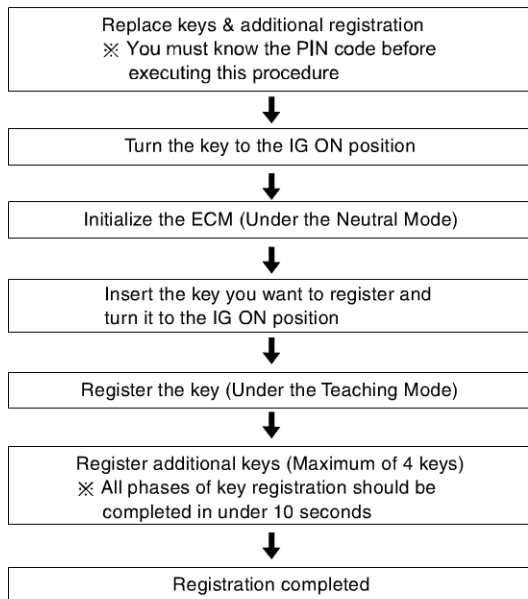 Replace keys & additional registration
※ You must know the PIN code before
executing this procedure
Turn the key to the IG ON position
Initialize the ECM (Under the Neutral Mode)
Insert the key you want to register and
turn it to the IG ON position
Register the key (Under the Teaching Mode)
Register additional keys (Maximum of 4 keys)
※ All phases of key registration should be
completed in under 10 seconds
Registration completed